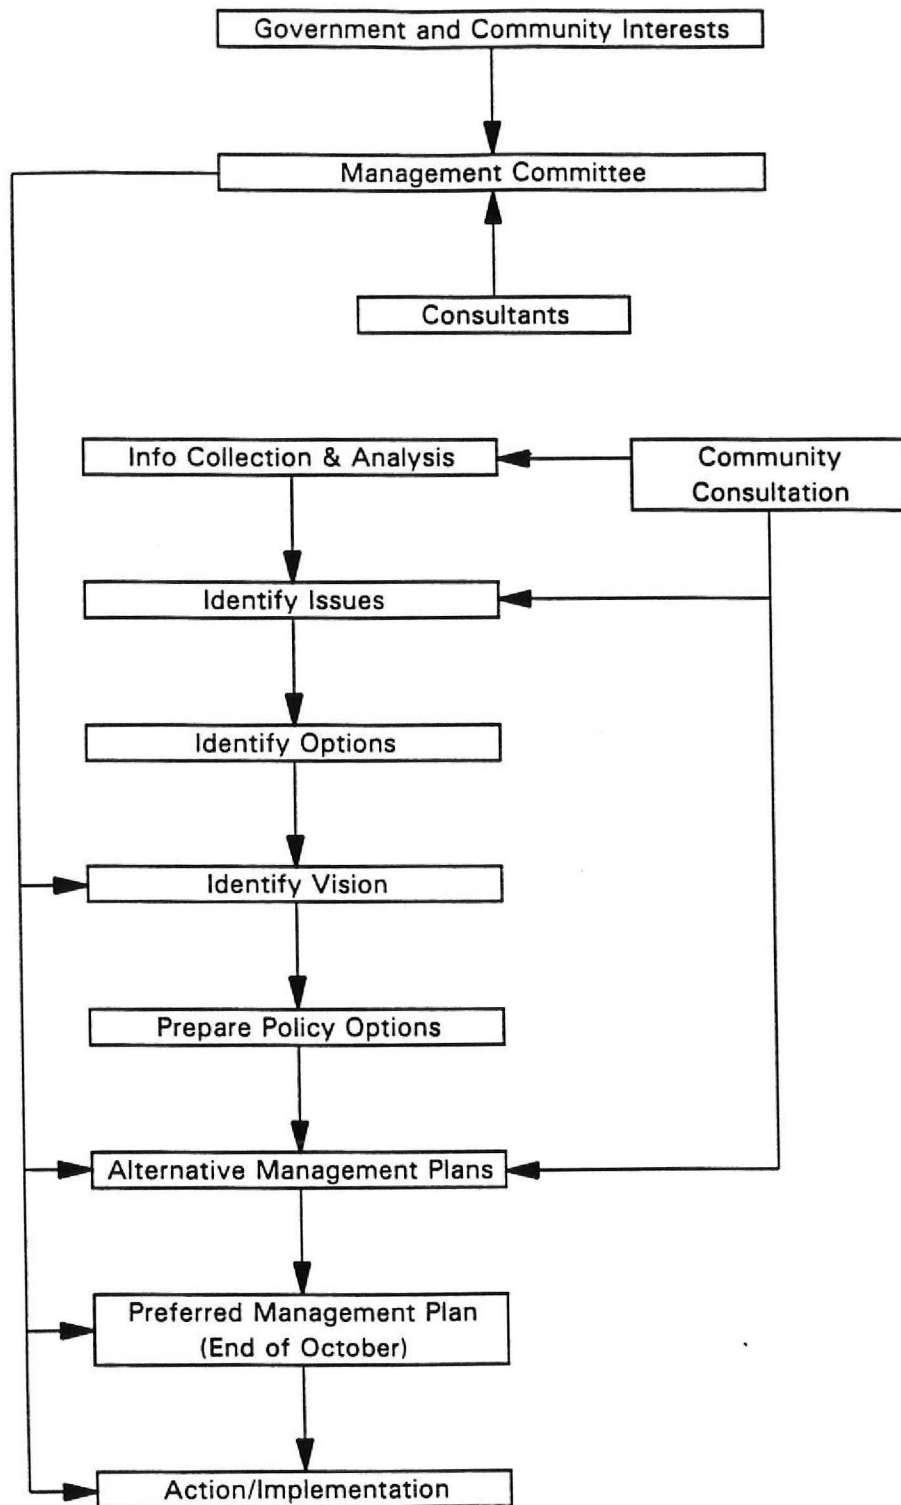 Government and Community Interests
Management Committee
Consultants
Info Collection & Analysis
Community
Consultation
Identify Issues
Identify Options
Identify Vision
Prepare Policy Options
Alternative Management Plans
Preferred Management Plan
(End of October)
Action/Implementation